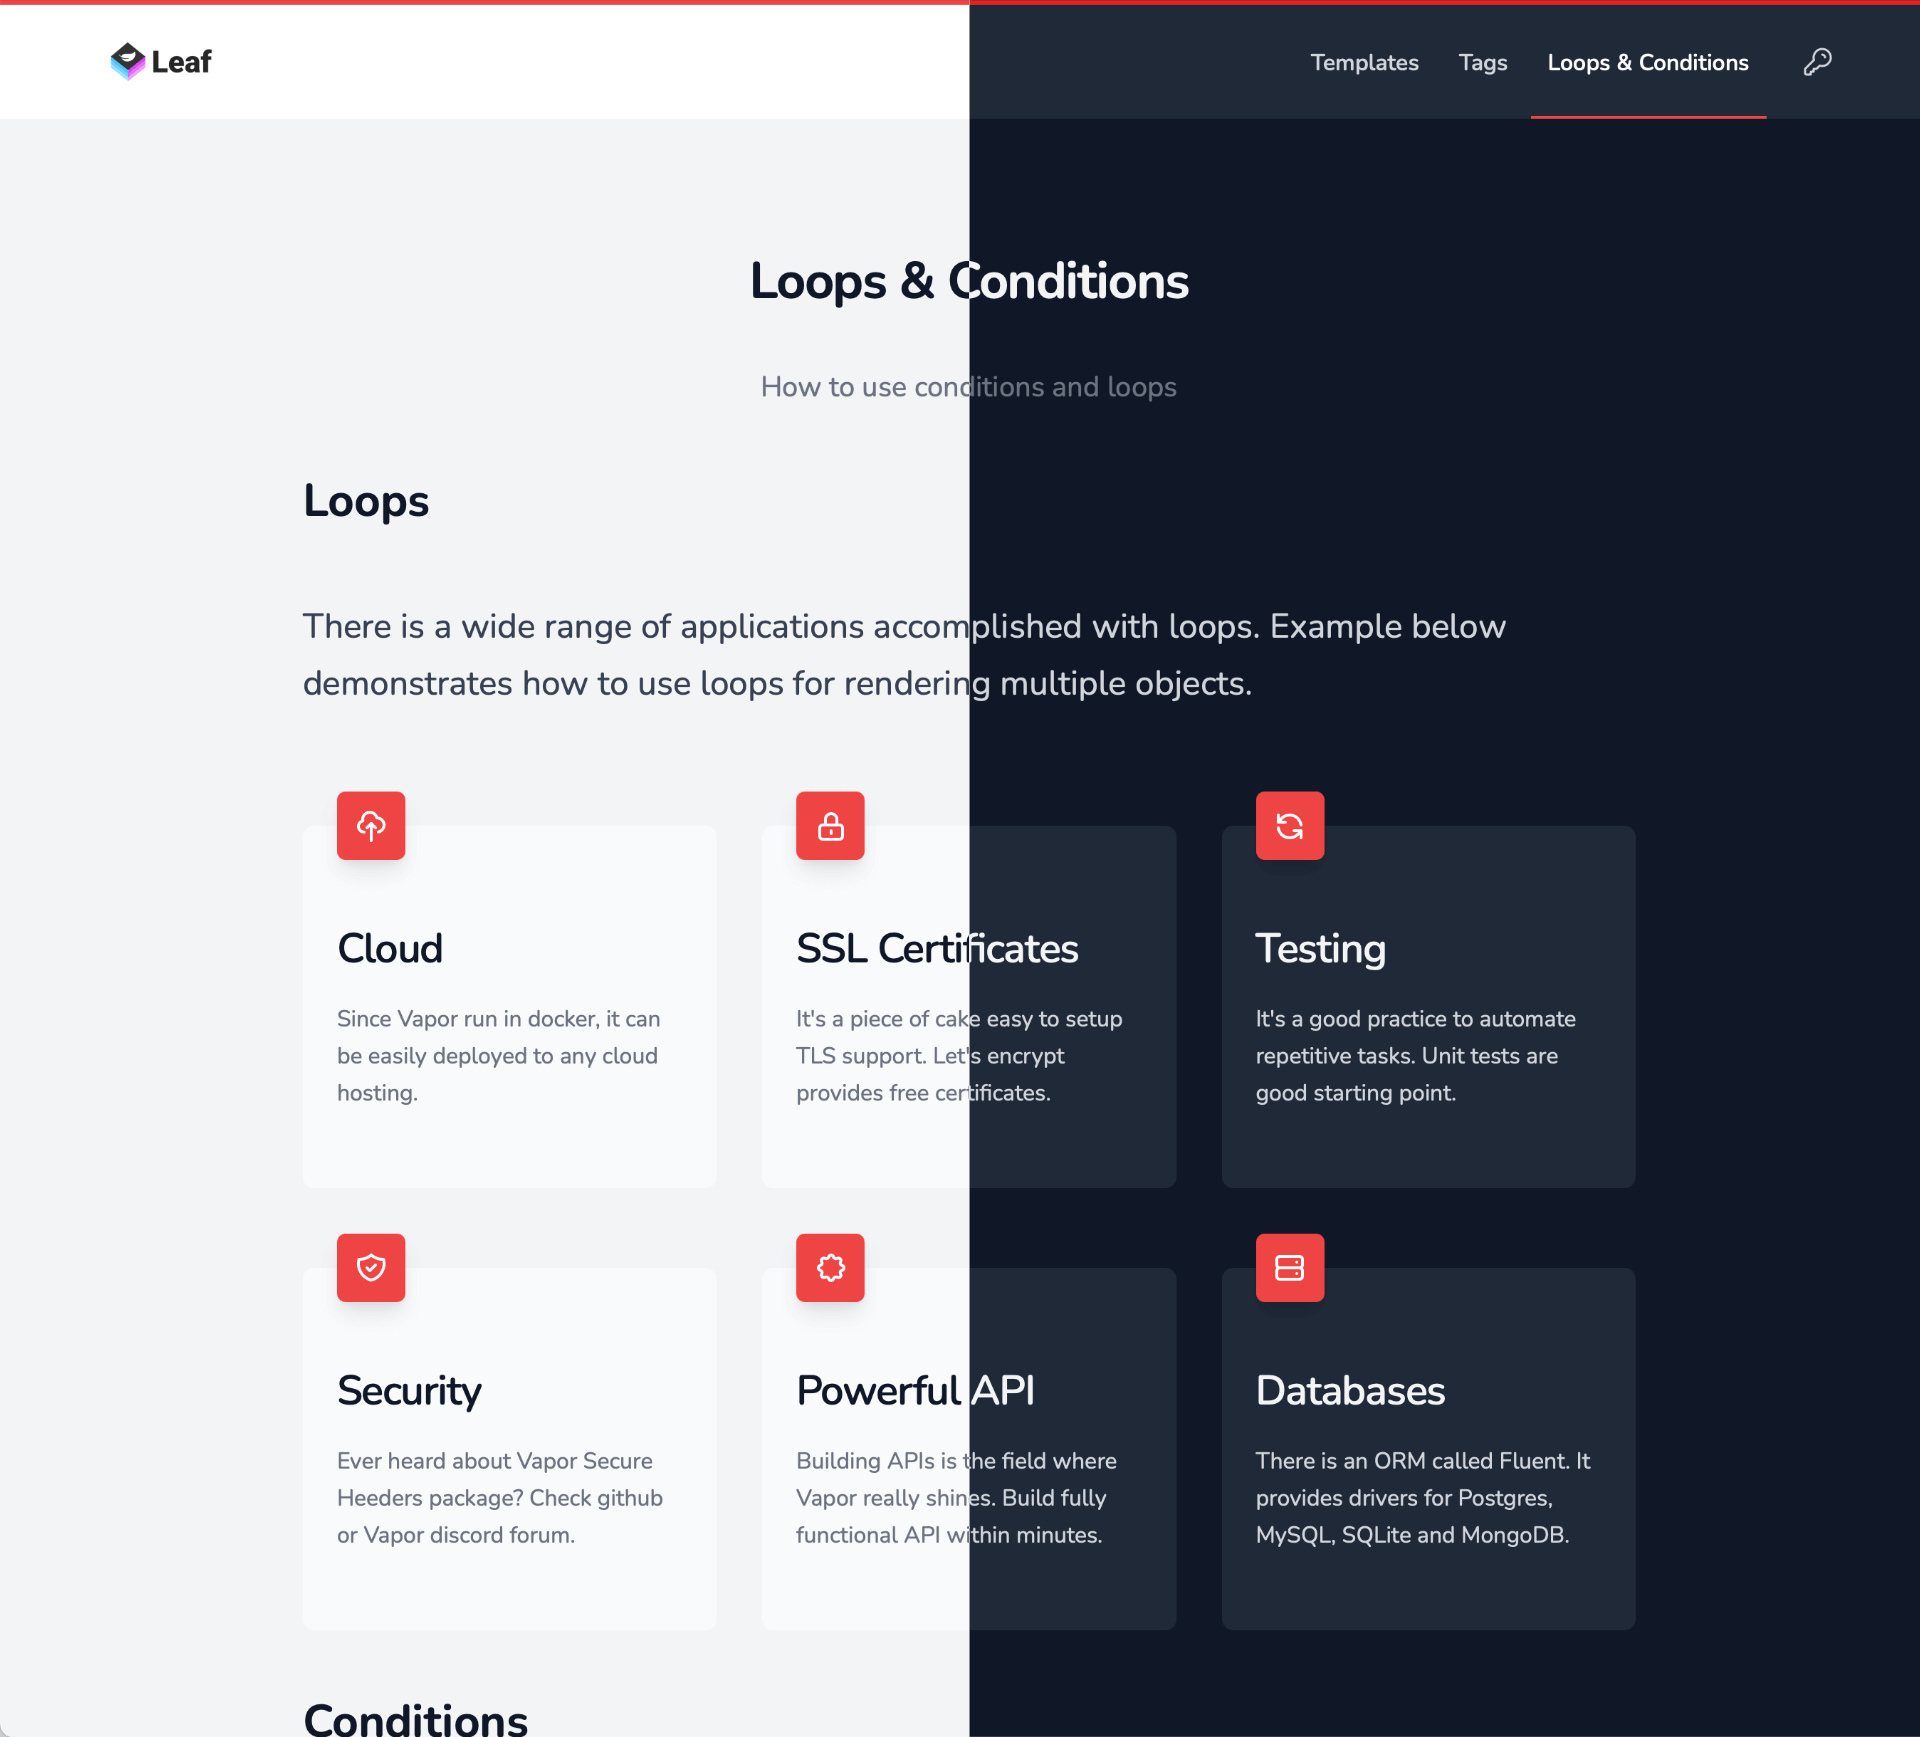 Leaf
Templates
Tags
Loops & Conditions
Loops & Conditions
How to use conditions and loops
Loops
There is a wide range of applications accomplished with loops. Example below
demonstrates how to use loops for rendering multiple objects.
Cloud
Since Vapor run in docker, it can
be easily deployed to any cloud
hosting.
SSL Certificates
It's a piece of cake easy to setup
TLS support. Let's encrypt
provides free certificates.
Testing
It's a good practice to automate
repetitive tasks. Unit tests are
good starting point.
Security
Ever heard about Vapor Secure
Heeders package? Check github
or Vapor discord forum.
Powerful API
Building APIs is the field where
Vapor really shines. Build fully
functional API within minutes.
Databases
There is an ORM called Fluent. It
provides drivers for Postgres,
MySQL, SQLite and MongoDB.
Conditions